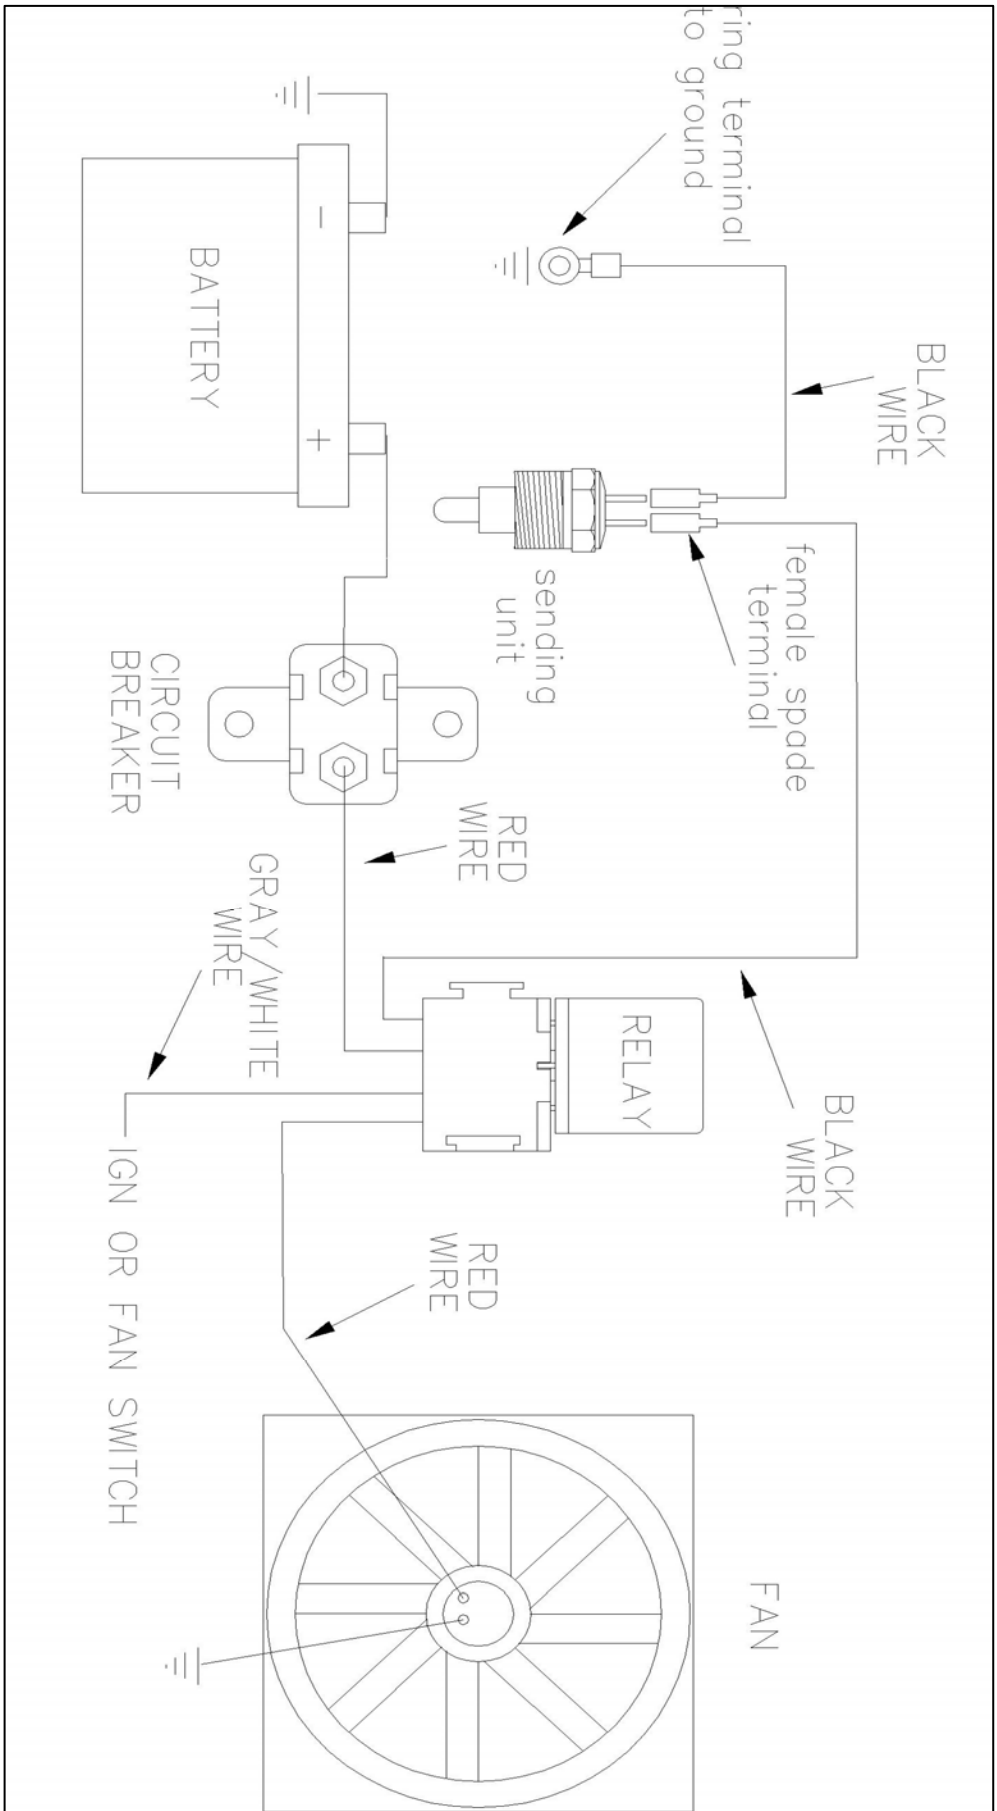 ring terminal
to ground
BLACK
WIRE
-
BATTERY
+
sending
unit
female spade
terminal
CIRCUIT
BREAKER
RED
WIRE
GRAY/WHITE
WIRE
RELAY
BLACK
WIRE
IGN OR FAN SWITCH
RED
WIRE
FAN